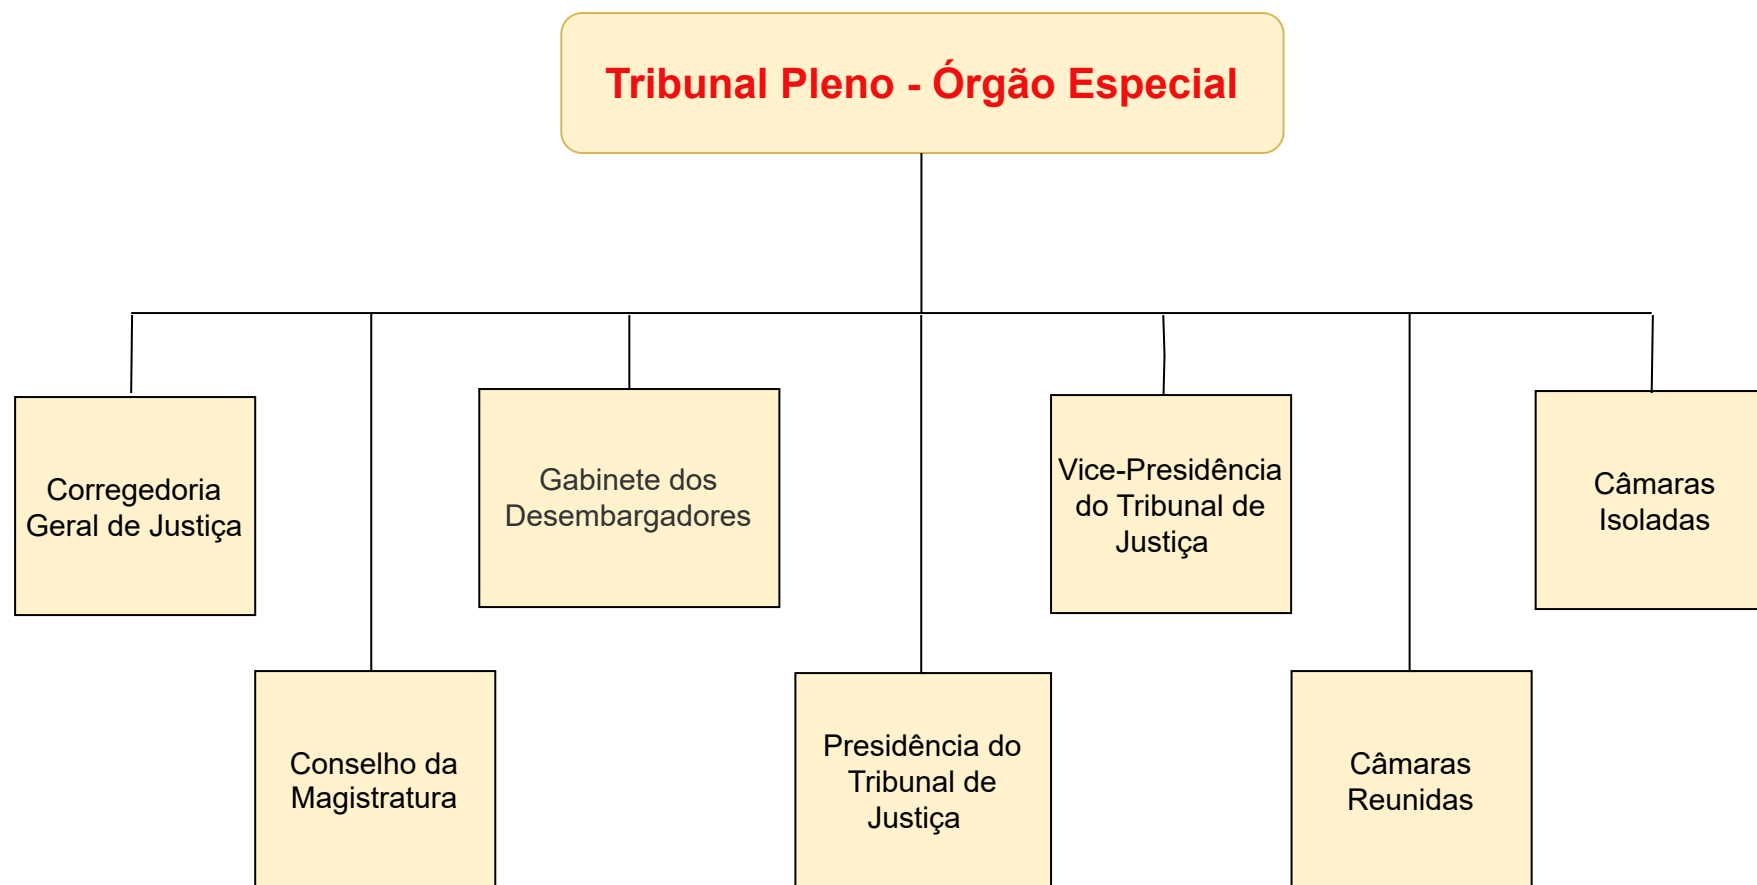 Tribunal Pleno - Órgão Especial
Corregedoria
Geral de Justiça
Gabinete dos
Desembargadores
Vice-Presidência
do Tribunal de
Justiça
Câmaras
Isoladas
Conselho da
Magistratura
Presidência do
Tribunal de
Justiça
Câmaras
Reunidas